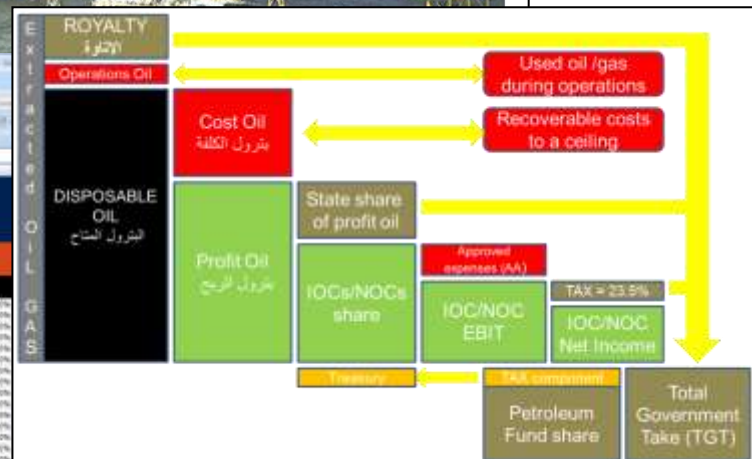 Extracted OIL GAS
ROYALTY
الإتاوة
Operations Oil
Used oil /gas
during operations
Cost Oil
بترول الكلفة
Recoverable costs
to a ceiling
DISPOSABLE
OIL
البترول المتاح
State share
of profit oil
Profit Oil
بترول الربح
Approved
expenses (AA)
IOCs/NOCs
share
TAX = 23.5%
IOC/NOC
EBIT
IOC/NOC
Net Income
Treasury
TAX component
Petroleum
Fund share
Total
Government
Take (TGT)